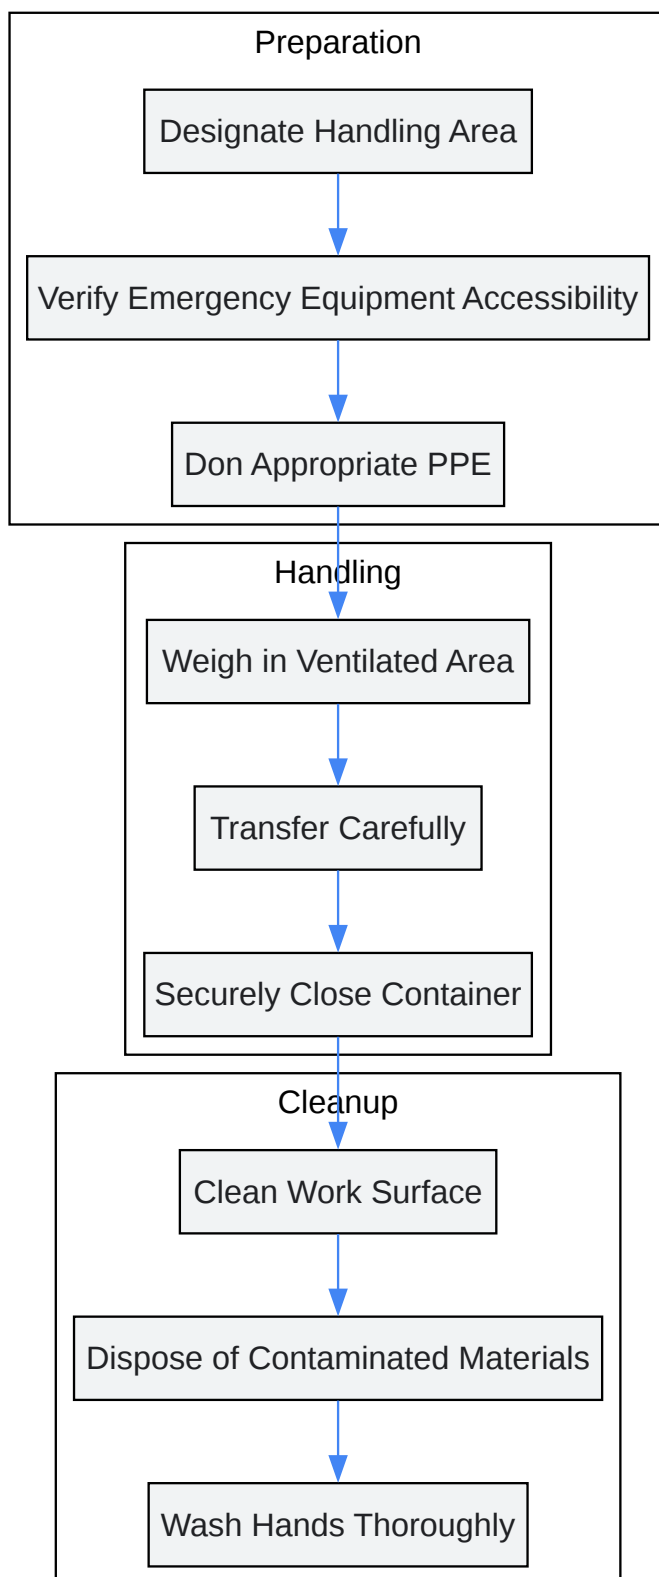 Preparation
Designate Handling Area
Verify Emergency Equipment Accessibility
Don Appropriate PPE
Handling
Weigh in Ventilated Area
Transfer Carefully
Securely Close Container
Cleanup
Clean Work Surface
Dispose of Contaminated Materials
Wash Hands Thoroughly